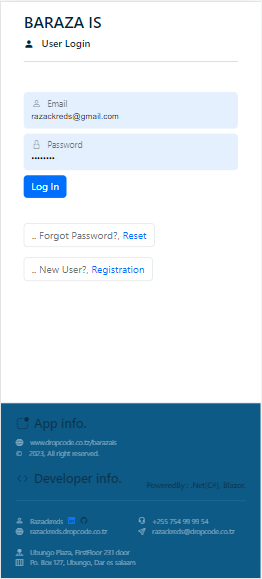 BARAZA IS
User Login
Email
razackreds@gmail.com
Password
••••••••
Log In
.. Forgot Password?, Reset
.. New User?, Registration
App info.
www.dropcode.co.tz/barazais
© 2023, All right reserved.
Developer info.
PoweredBy : .Net(C#), Blazor.
Razackreds
+255 754 99 99 54
razackreds.dropcode.co.tz
razackreds@dropcode.co.tz
Ubungo Plaza, FirstFloor 231 door
Po. Box 127, Ubungo, Dar es salaam